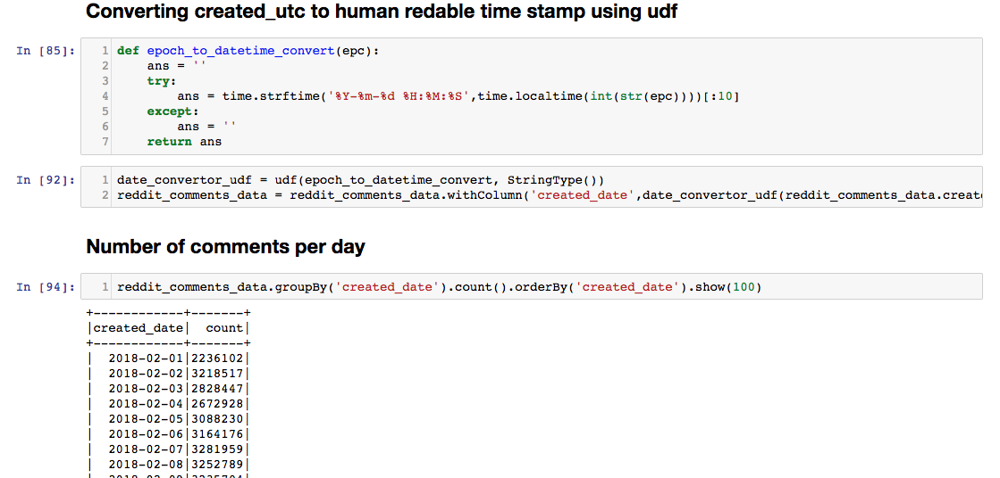 Converting created_utc to human redable time stamp using udf
In [85]:
1 def epoch_to_datetime_convert(epc):
2     ans = ''
3     try:
4         ans = time.strftime('%Y-%m-%d %H:%M:%S',time.localtime(int(str(epc))))[:10]
5     except:
6         ans = ''
7     return ans
In [92]:
1 date_convertor_udf = udf(epoch_to_datetime_convert, StringType())
2 reddit_comments_data = reddit_comments_data.withColumn('created_date',date_convertor_udf(reddit_comments_data.create
Number of comments per day
In [94]:
1 reddit_comments_data.groupBy('created_date').count().orderBy('created_date').show(100)
+------------+-------+
|created_date|  count|
+------------+-------+
|  2018-02-01|2236102|
|  2018-02-02|3218517|
|  2018-02-03|2828447|
|  2018-02-04|2672928|
|  2018-02-05|3088230|
|  2018-02-06|3164176|
|  2018-02-07|3281959|
|  2018-02-08|3252789|